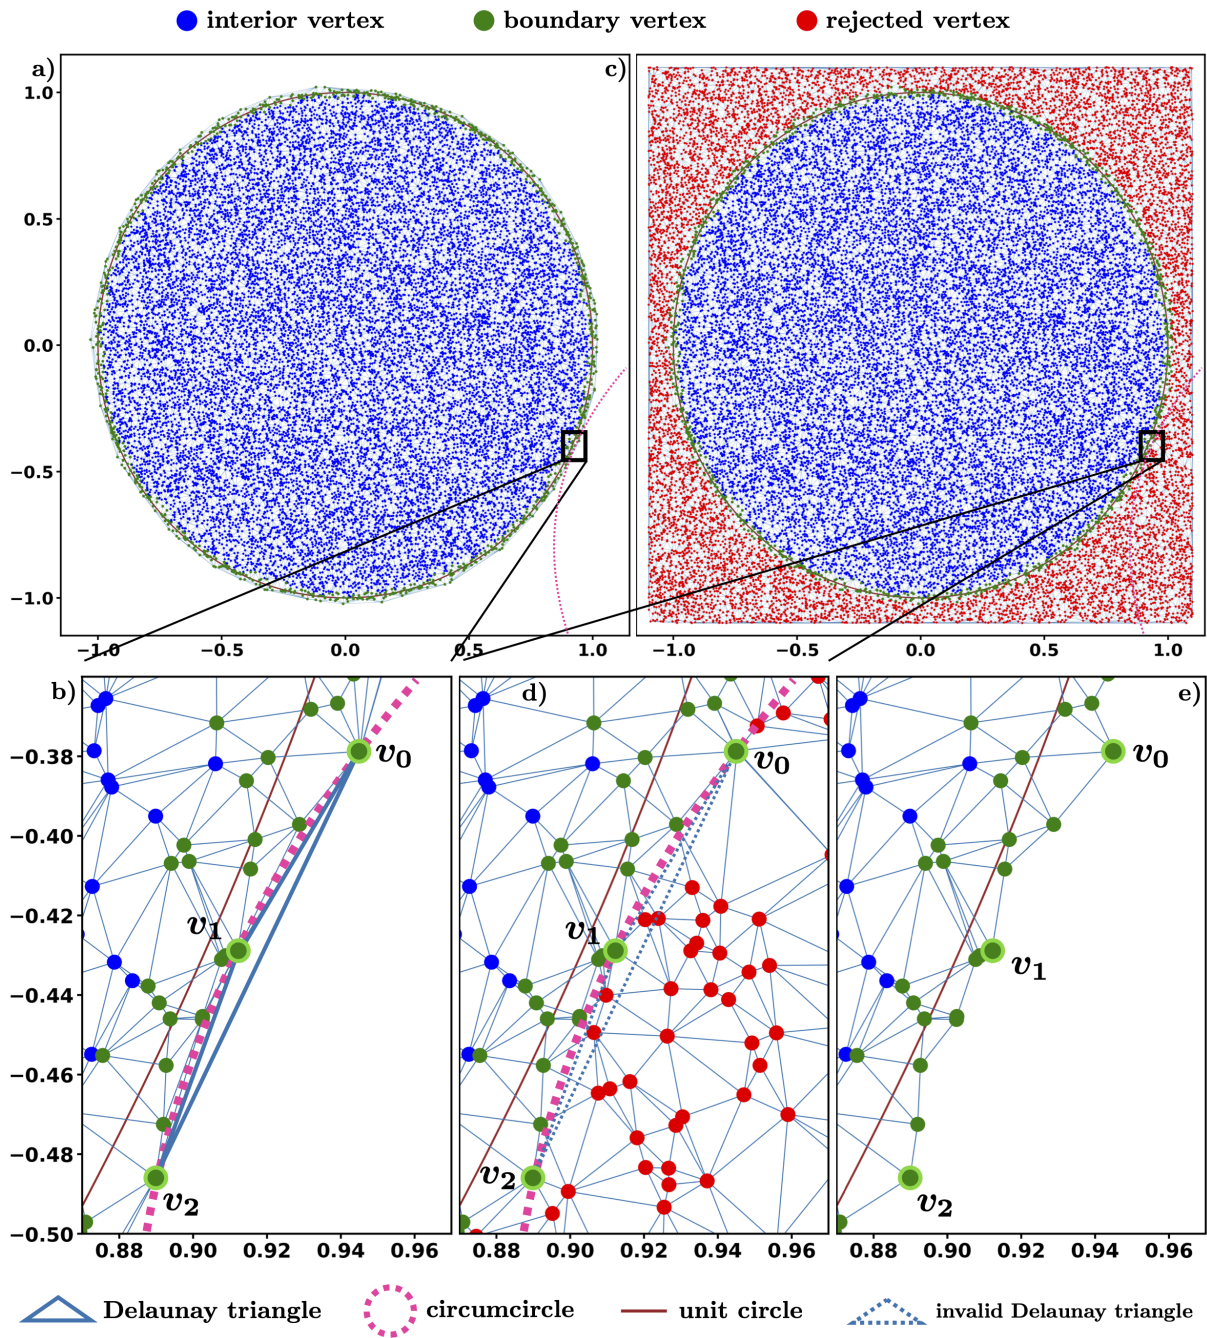 interior vertex boundary vertex rejected vertex
a) c)
1.0
0.5
0.0
−0.5
−1.0
−1.0 −0.5 0.0 0.5 1.0 −1.0 −0.5 0.0 0.5 1.0
b) d) e)
v0 v0 v0
−0.38
−0.40
−0.42
v1 v1 v1
−0.44
−0.46
−0.48
v2 v2 v2
−0.50
0.88 0.90 0.92 0.94 0.96 0.88 0.90 0.92 0.94 0.96 0.88 0.90 0.92 0.94 0.96
Delaunay triangle circumcircle unit circle invalid Delaunay triangle